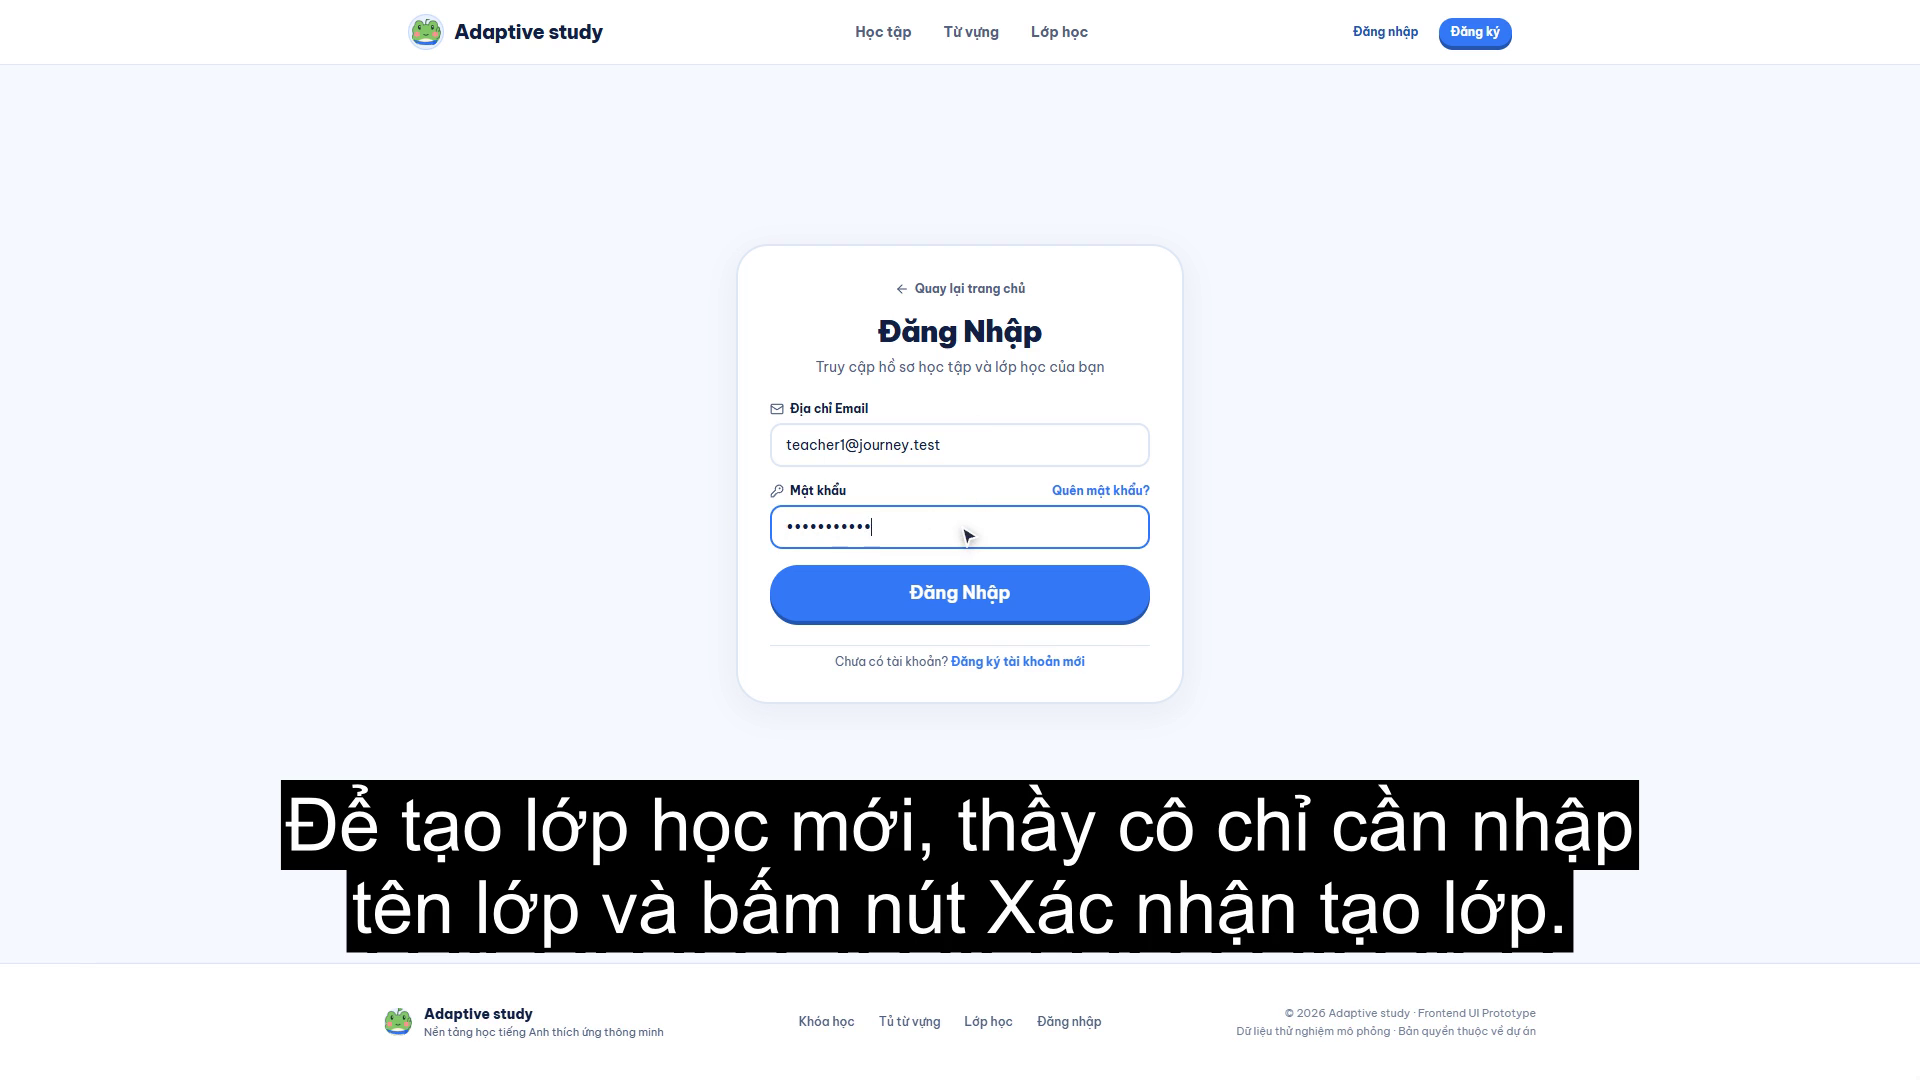 Adaptive study
Học tập
Từ vựng
Lớp học
Đăng nhập
Đăng ký
Quay lại trang chủ
Đăng Nhập
Truy cập hồ sơ học tập và lớp học của bạn
Địa chỉ Email
teacher1@journey.test
Mật khẩu
Quên mật khẩu?
•••••••••••
Đăng Nhập
Chưa có tài khoản? Đăng ký tài khoản mới
Để tạo lớp học mới, thầy cô chỉ cần nhập
tên lớp và bấm nút Xác nhận tạo lớp.
Adaptive study
Nền tảng học tiếng Anh thích ứng thông minh
Khóa học
Tủ từ vựng
Lớp học
Đăng nhập
© 2026 Adaptive study · Frontend UI Prototype
Dữ liệu thử nghiệm mô phỏng · Bản quyền thuộc về dự án